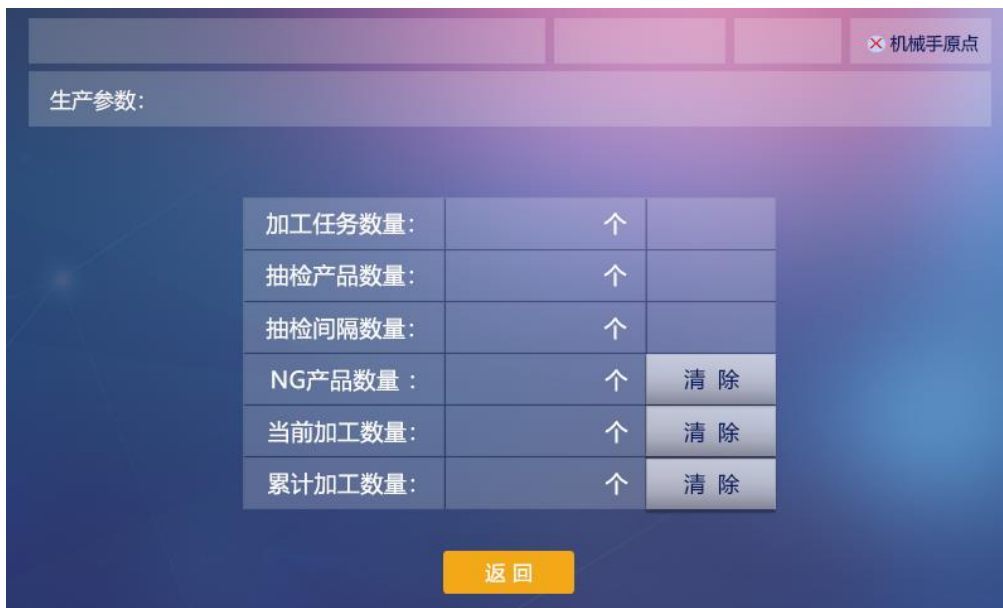 机械手原点
生产参数：
加工任务数量： 个
抽检产品数量： 个
抽检间隔数量： 个
NG产品数量 ： 个 清 除
当前加工数量： 个 清 除
累计加工数量： 个 清 除
返 回